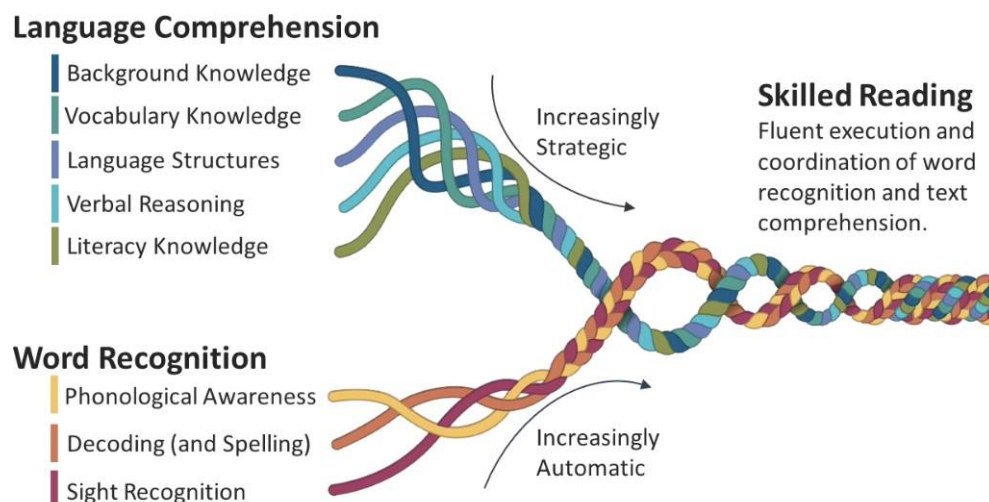 Language Comprehension
Background Knowledge
Vocabulary Knowledge
Language Structures
Verbal Reasoning
Literacy Knowledge
Increasingly
Strategic
Skilled Reading
Fluent execution and
coordination of word
recognition and text
comprehension.
Word Recognition
Phonological Awareness
Decoding (and Spelling)
Sight Recognition
Increasingly
Automatic